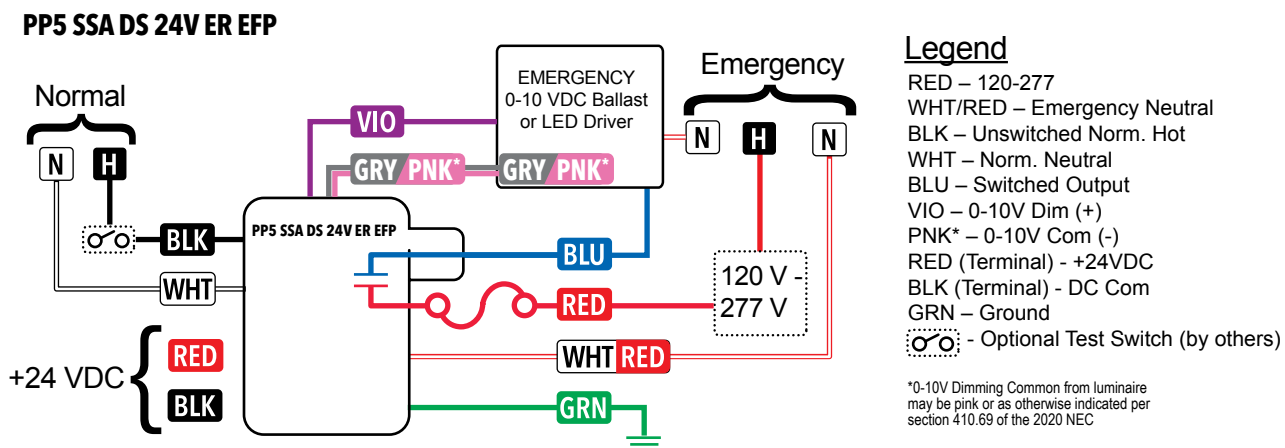 PP5 SSA DS 24V ER EFP
Normal
N
H
BLK
WHT
+24 VDC
RED
BLK
VIO
GRY/PNK*
GRY/PNK*
EMERGENCY
0-10 VDC Ballast
or LED Driver
PP5 SSA DS 24V ER EFP
BLU
RED
WHT RED
GRN
Emergency
N
H
N
120 V -
277 V
Legend
RED – 120-277
WHT/RED – Emergency Neutral
BLK – Unswitched Norm. Hot
WHT – Norm. Neutral
BLU – Switched Output
VIO – 0-10V Dim (+)
PNK* – 0-10V Com (-)
RED (Terminal) - +24VDC
BLK (Terminal) - DC Com
GRN – Ground
- Optional Test Switch (by others)
*0-10V Dimming Common from luminaire
may be pink or as otherwise indicated per
section 410.69 of the 2020 NEC